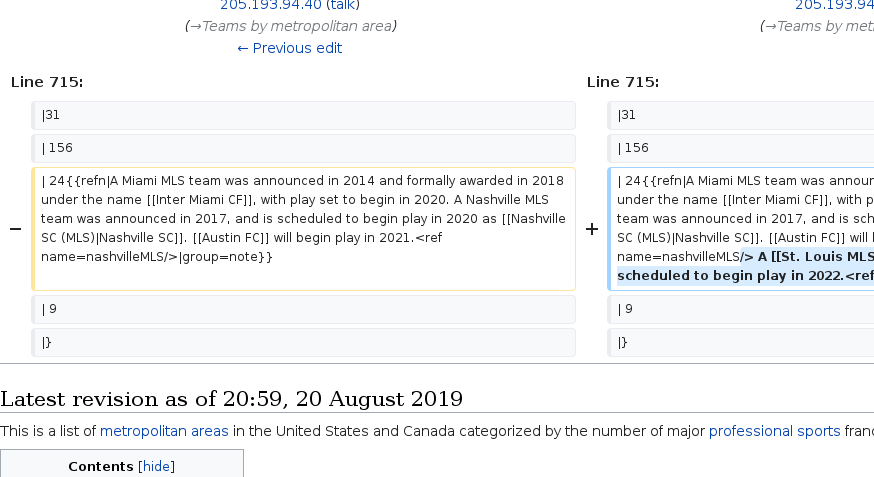 205.193.94.40 (talk)
205.193.94
(→Teams by metropolitan area)
(→Teams by met
← Previous edit
Line 715:
Line 715:
|31
|31
| 156
| 156
− | 24{{refn|A Miami MLS team was announced in 2014 and formally awarded in 2018
under the name [[Inter Miami CF]], with play set to begin in 2020. A Nashville MLS
team was announced in 2017, and is scheduled to begin play in 2020 as [[Nashville
SC (MLS)|Nashville SC]]. [[Austin FC]] will begin play in 2021.<ref
name=nashvilleMLS/>|group=note}}
+ | 24{{refn|A Miami MLS team was announ
under the name [[Inter Miami CF]], with p
team was announced in 2017, and is sch
SC (MLS)|Nashville SC]]. [[Austin FC]] will
name=nashvilleMLS/> A [[St. Louis MLS
scheduled to begin play in 2022.<ref
| 9
| 9
|}
|}
Latest revision as of 20:59, 20 August 2019
This is a list of metropolitan areas in the United States and Canada categorized by the number of major professional sports fran
Contents [hide]